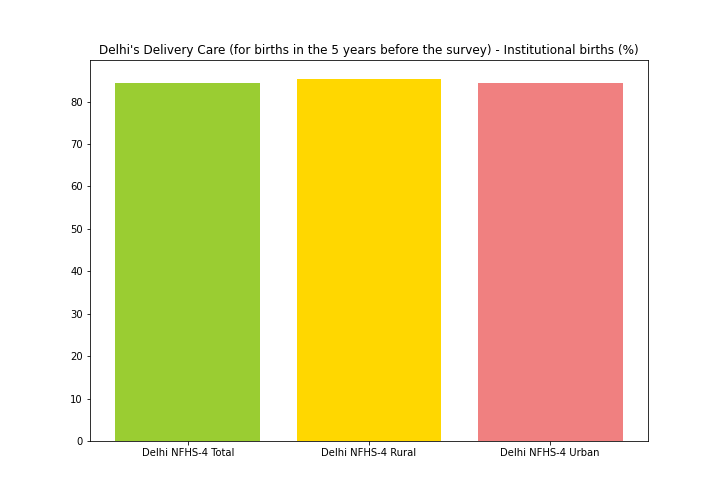 Delhi's Delivery Care (for births in the 5 years before the survey) - Institutional births (%)
80
70
60
50
40
30
20
10
0
Delhi NFHS-4 Total
Delhi NFHS-4 Rural
Delhi NFHS-4 Urban